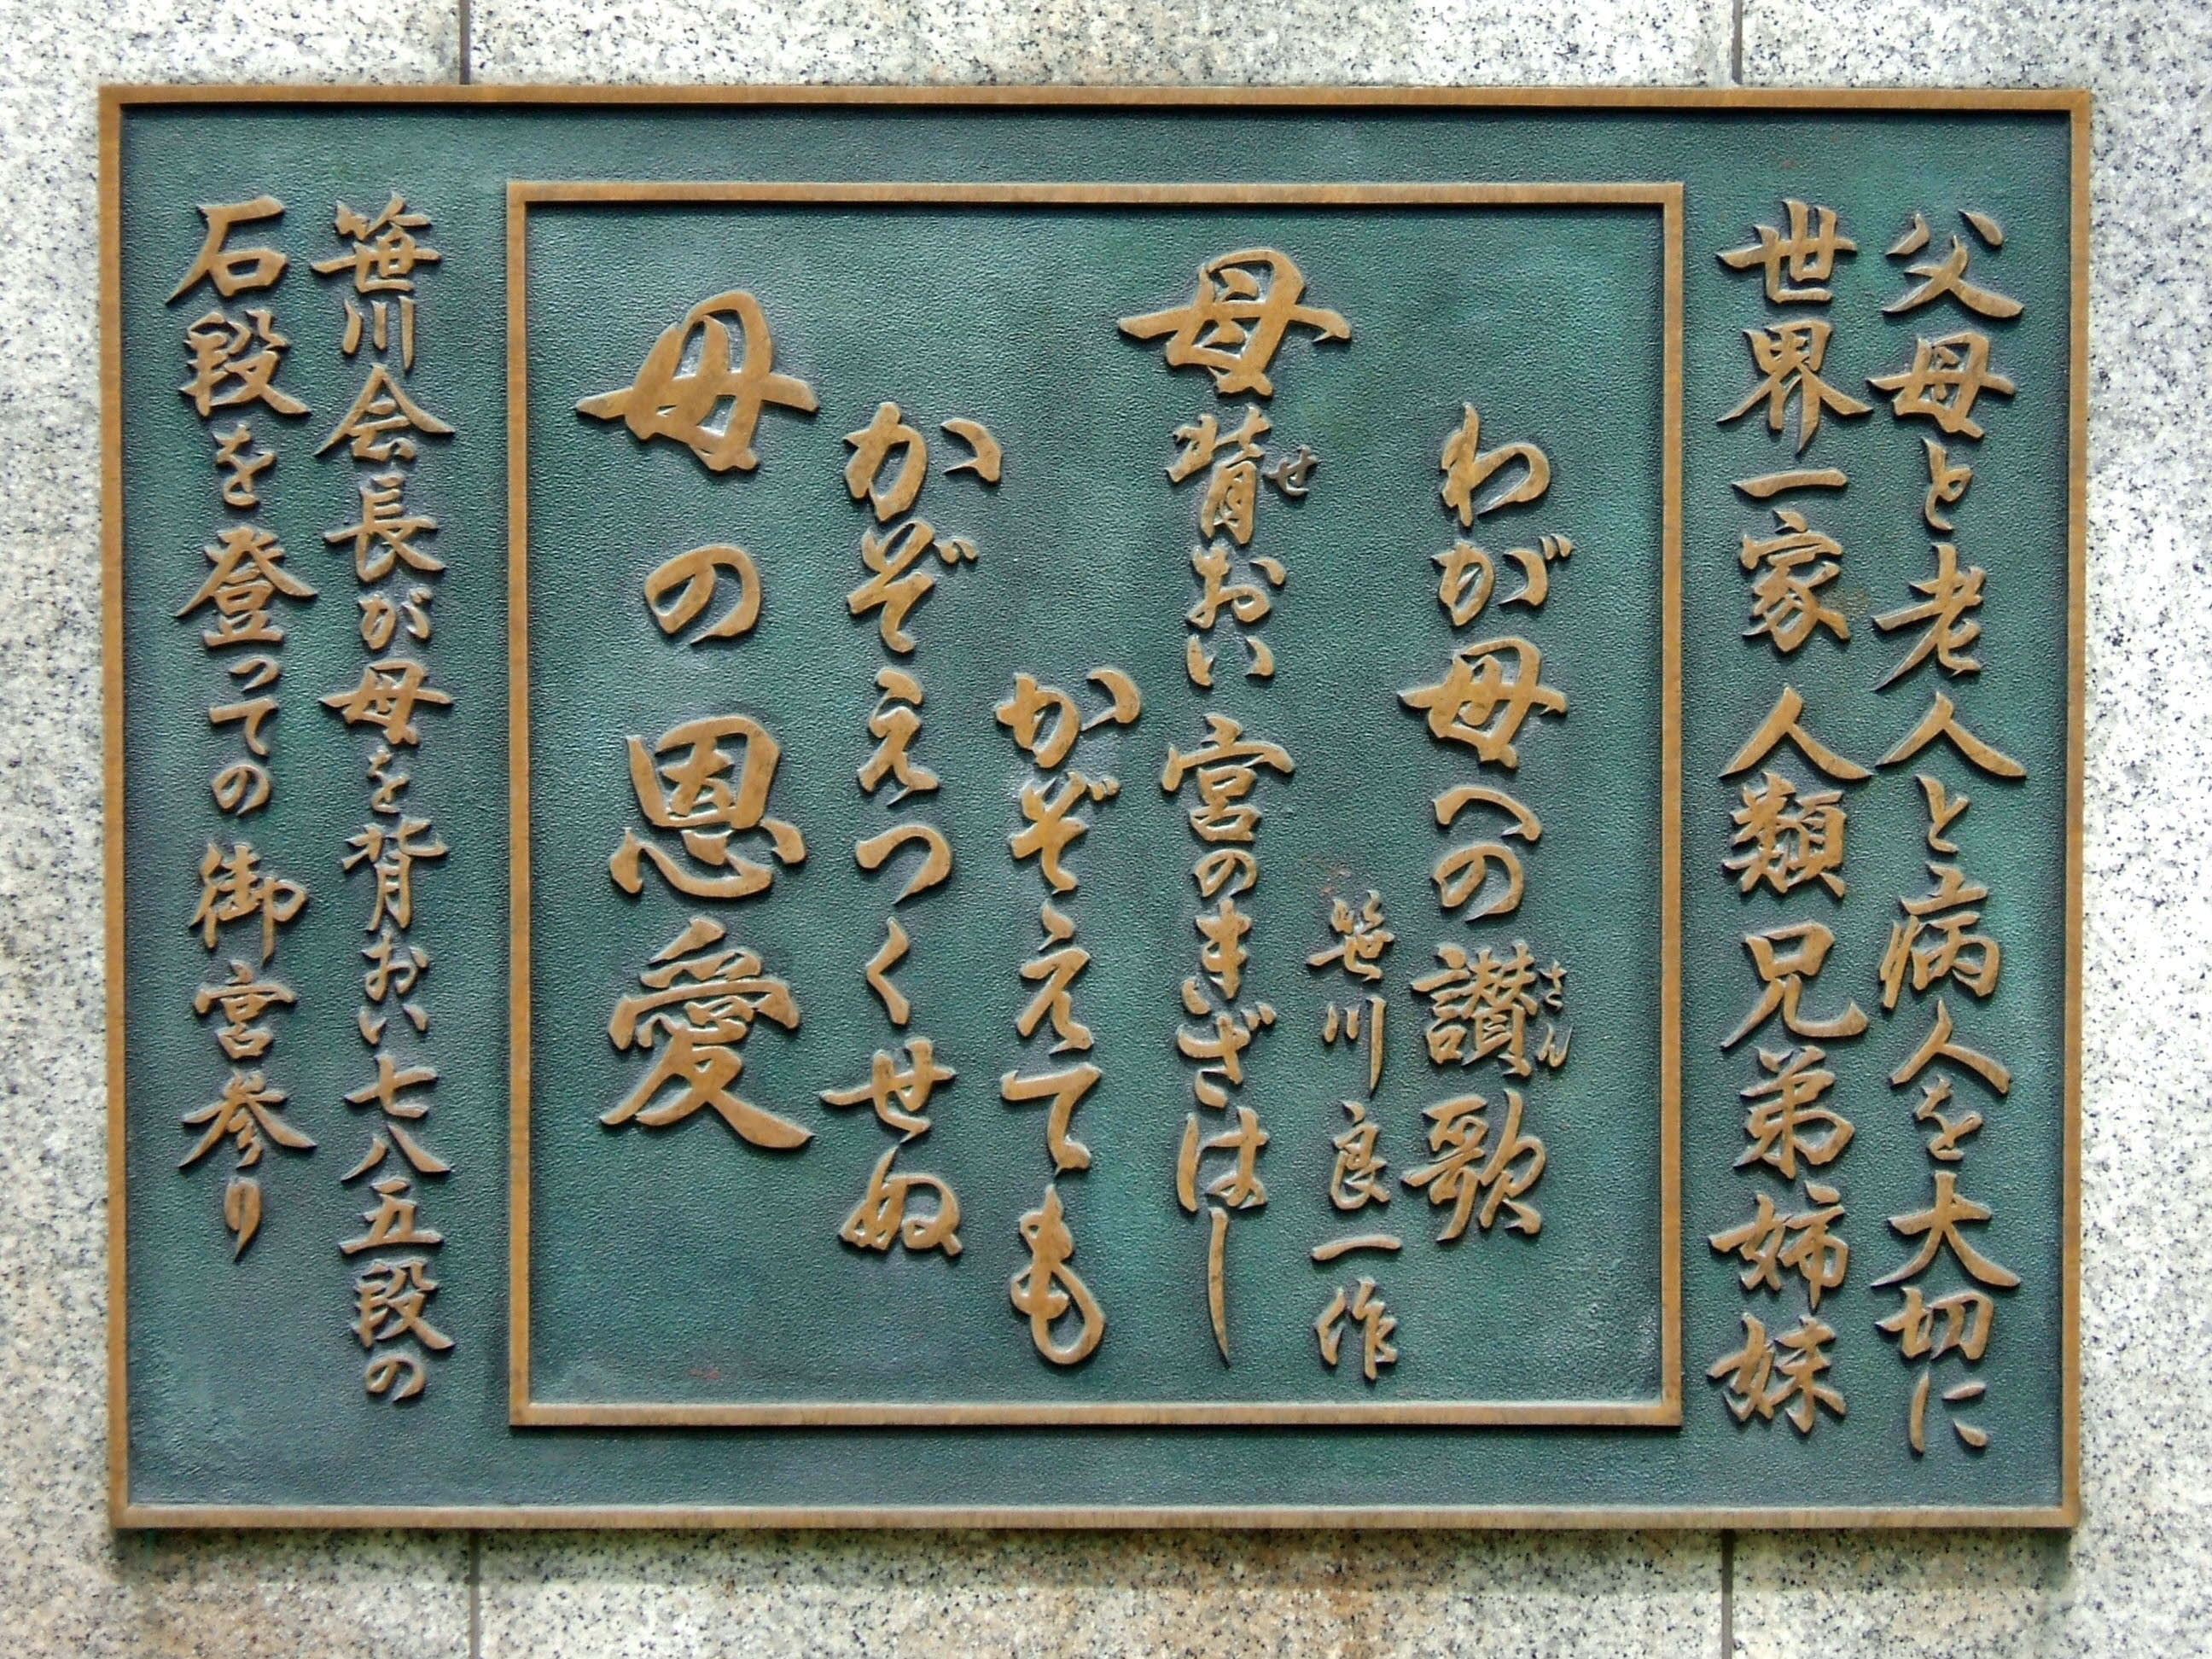 父母と老人と病人を大切に
世界一家 人類兄弟姉妹
わが母への讃歌
さん
笹川良一作
母背おい宮のきざはし
せ
かぞえても
かぞえつくせぬ
母の恩愛
笹川会長が母を背おい七八五段の
石段を登っての御宮参り